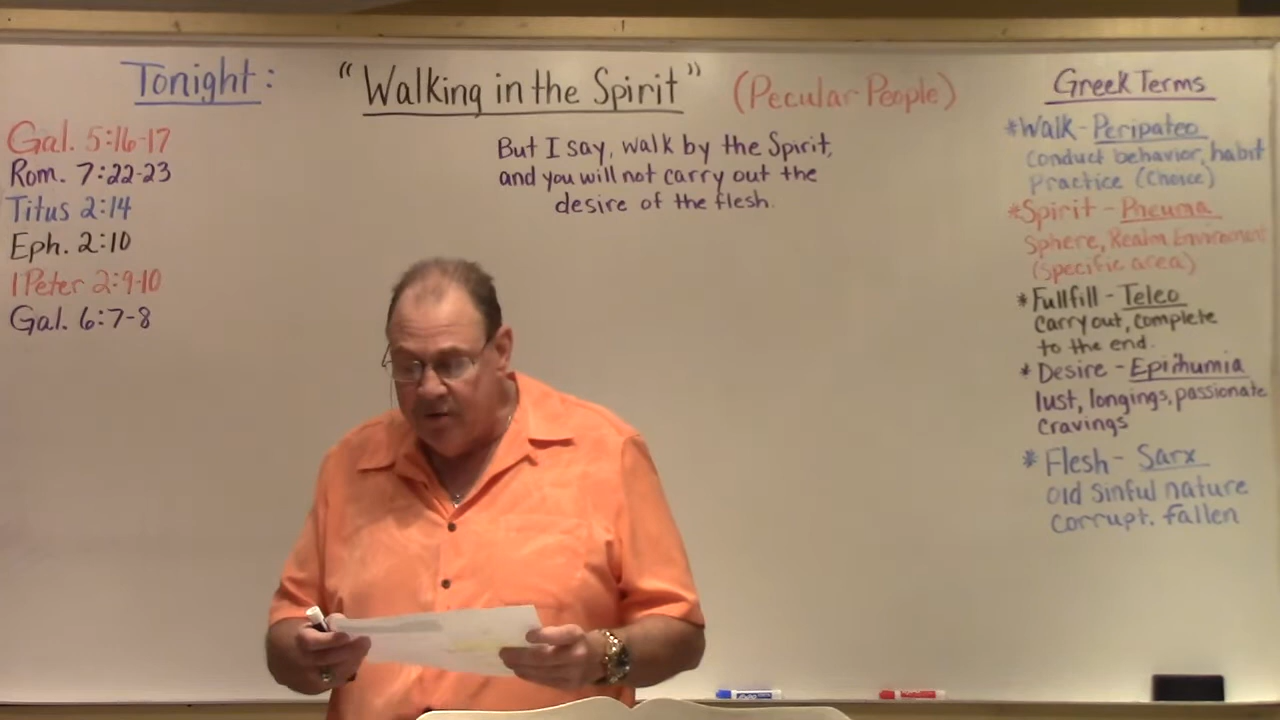 Tonight:
"Walking in the Spirit" (Pecular People)
Gal. 5:16-17
Rom. 7:22-23
Titus 2:14
Eph. 2:10
1 Peter 2:9-10
Gal. 6:7-8
But I say, walk by the Spirit,
and you will not carry out the
desire of the flesh.
Greek Terms
*Walk - Peripateo
conduct behavior, habit
Practice (Choice)
*Spirit - Pneuma
Sphere, Realm
(specific area)
*Fullfill - Teleo
carry out, complete
to the end.
*Desire - Epithumia
lust, longings, passionate
cravings
*Flesh - Sarx
old sinful nature
corrupt. fallen